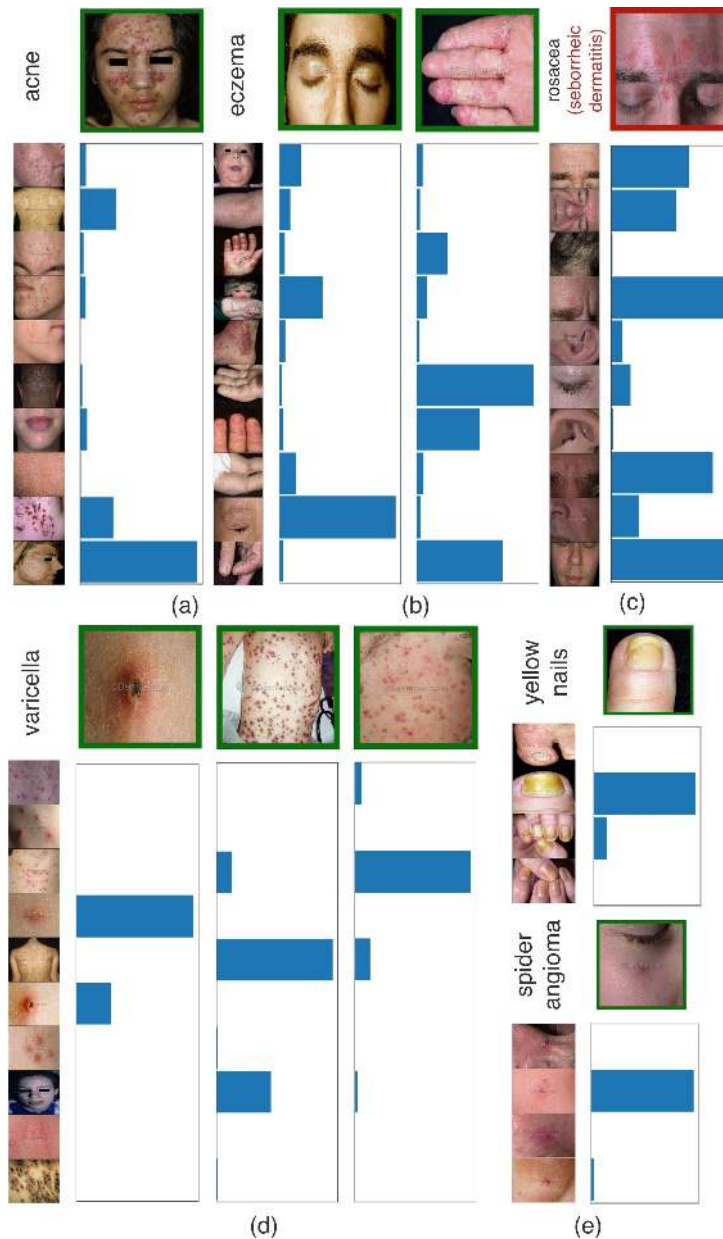 acne
eczema
rosacea
(seborrheic
dermatitis)
(a)
(b)
(c)
varicella
yellow
nails
spider
angioma
(d)
(e)